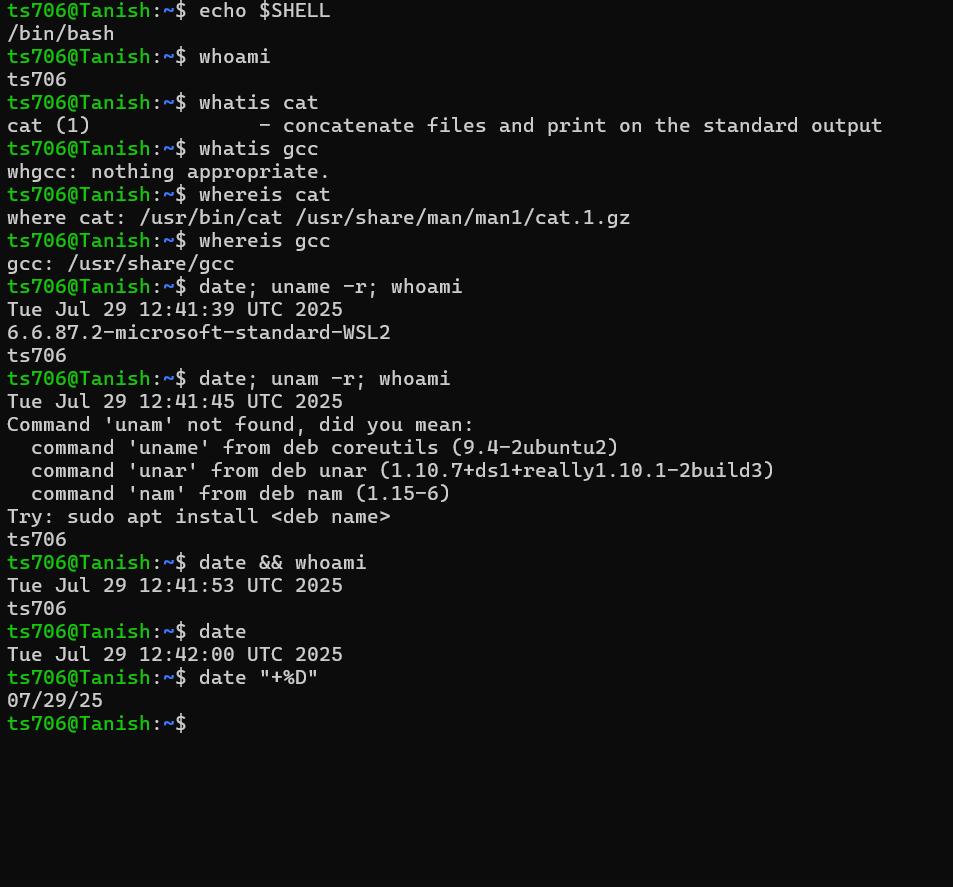 ts706@Tanish:~$ echo $SHELL
/bin/bash
ts706@Tanish:~$ whoami
ts706
ts706@Tanish:~$ whatis cat
cat (1)              - concatenate files and print on the standard output
ts706@Tanish:~$ whatis gcc
whgcc: nothing appropriate.
ts706@Tanish:~$ whereis cat
where cat: /usr/bin/cat /usr/share/man/man1/cat.1.gz
ts706@Tanish:~$ whereis gcc
gcc: /usr/share/gcc
ts706@Tanish:~$ date; uname -r; whoami
Tue Jul 29 12:41:39 UTC 2025
6.6.87.2-microsoft-standard-WSL2
ts706
ts706@Tanish:~$ date; unam -r; whoami
Tue Jul 29 12:41:45 UTC 2025
Command 'unam' not found, did you mean:
  command 'uname' from deb coreutils (9.4-2ubuntu2)
  command 'unar' from deb unar (1.10.7+ds1+really1.10.1-2build3)
  command 'nam' from deb nam (1.15-6)
Try: sudo apt install <deb name>
ts706
ts706@Tanish:~$ date && whoami
Tue Jul 29 12:41:53 UTC 2025
ts706
ts706@Tanish:~$ date
Tue Jul 29 12:42:00 UTC 2025
ts706@Tanish:~$ date "+%D"
07/29/25
ts706@Tanish:~$